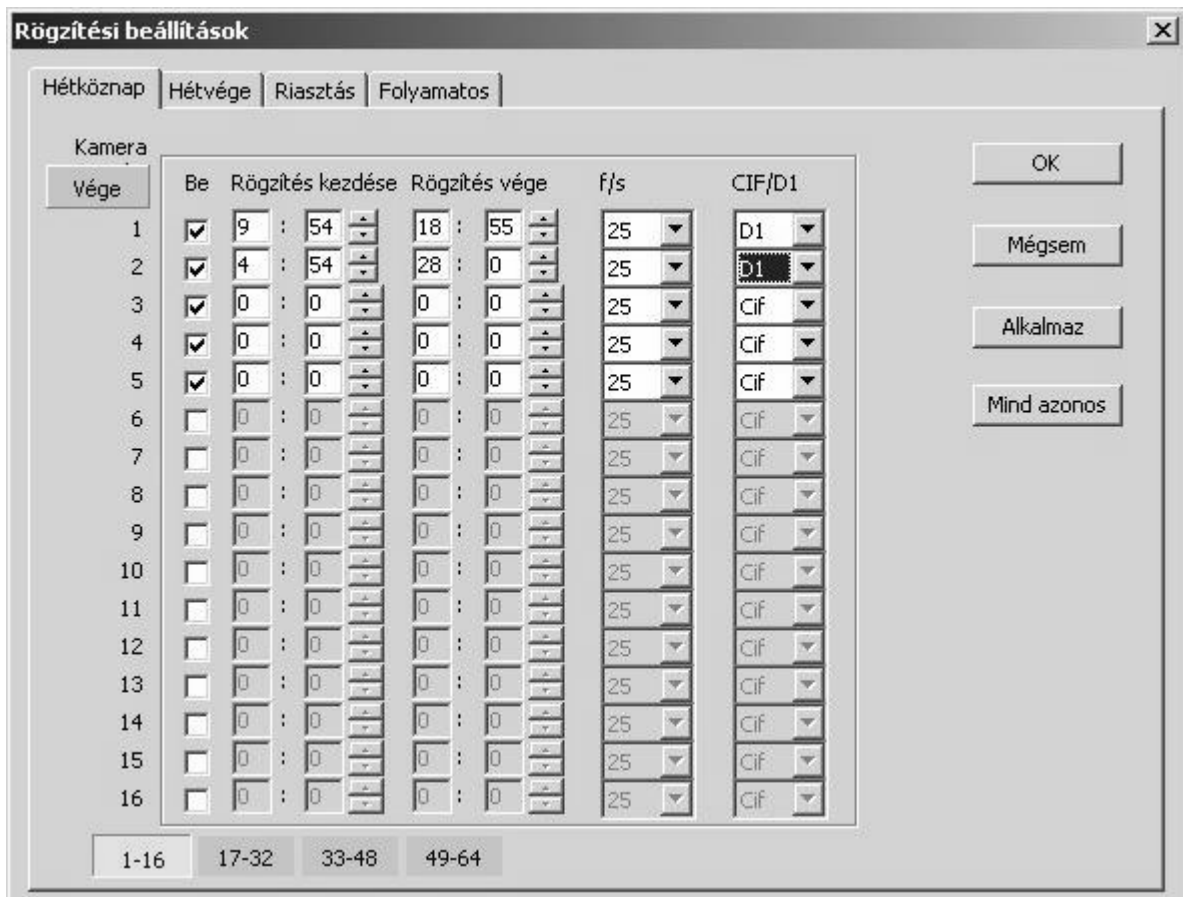 Rögzítési beállítások
Hétköznap Hétvége Riasztás Folyamatos
Kamera
Vége Be Rögzítés kezdése Rögzítés vége f/s CIF/D1
1 9 : 54 18 : 55 25 D1
2 4 : 54 28 : 0 25 D1
3 0 : 0 0 : 0 25 Cif
4 0 : 0 0 : 0 25 Cif
5 0 : 0 0 : 0 25 Cif
6 0 : 0 0 : 0 25 Cif
7 0 : 0 0 : 0 25 Cif
8 0 : 0 0 : 0 25 Cif
9 0 : 0 0 : 0 25 Cif
10 0 : 0 0 : 0 25 Cif
11 0 : 0 0 : 0 25 Cif
12 0 : 0 0 : 0 25 Cif
13 0 : 0 0 : 0 25 Cif
14 0 : 0 0 : 0 25 Cif
15 0 : 0 0 : 0 25 Cif
16 0 : 0 0 : 0 25 Cif
1-16 17-32 33-48 49-64
OK
Mégsem
Alkalmaz
Mind azonos